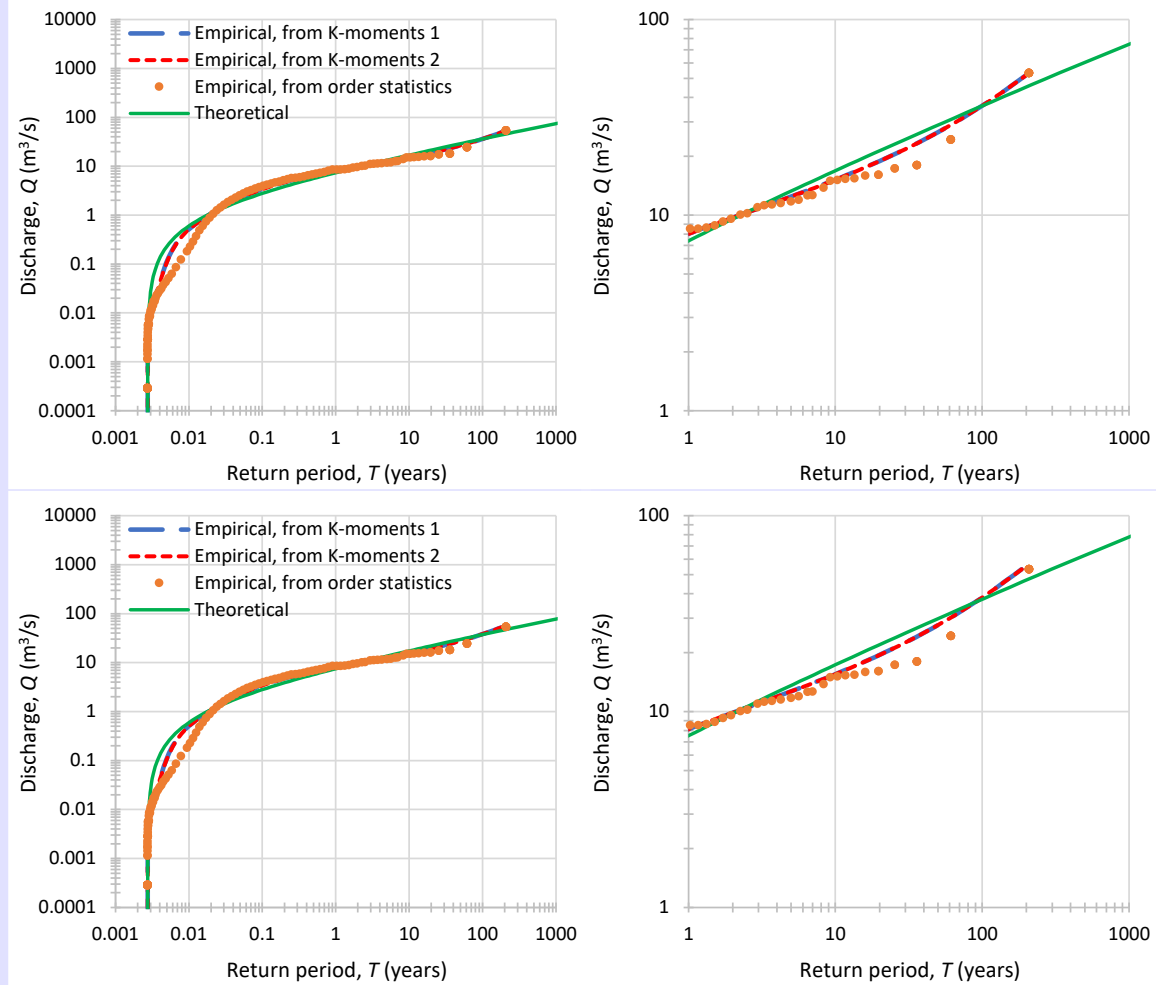 10000
1000
100
10
1
0.1
0.01
0.001
0.0001
Discharge, Q (m³/s)
Empirical, from K-moments 1
Empirical, from K-moments 2
Empirical, from order statistics
Theoretical
0.001 0.01 0.1 1 10 100 1000
Return period, T (years)
100
10
1
Discharge, Q (m³/s)
1 10 100 1000
Return period, T (years)
10000
1000
100
10
1
0.1
0.01
0.001
0.0001
Discharge, Q (m³/s)
Empirical, from K-moments 1
Empirical, from K-moments 2
Empirical, from order statistics
Theoretical
0.001 0.01 0.1 1 10 100 1000
Return period, T (years)
100
10
1
Discharge, Q (m³/s)
1 10 100 1000
Return period, T (years)